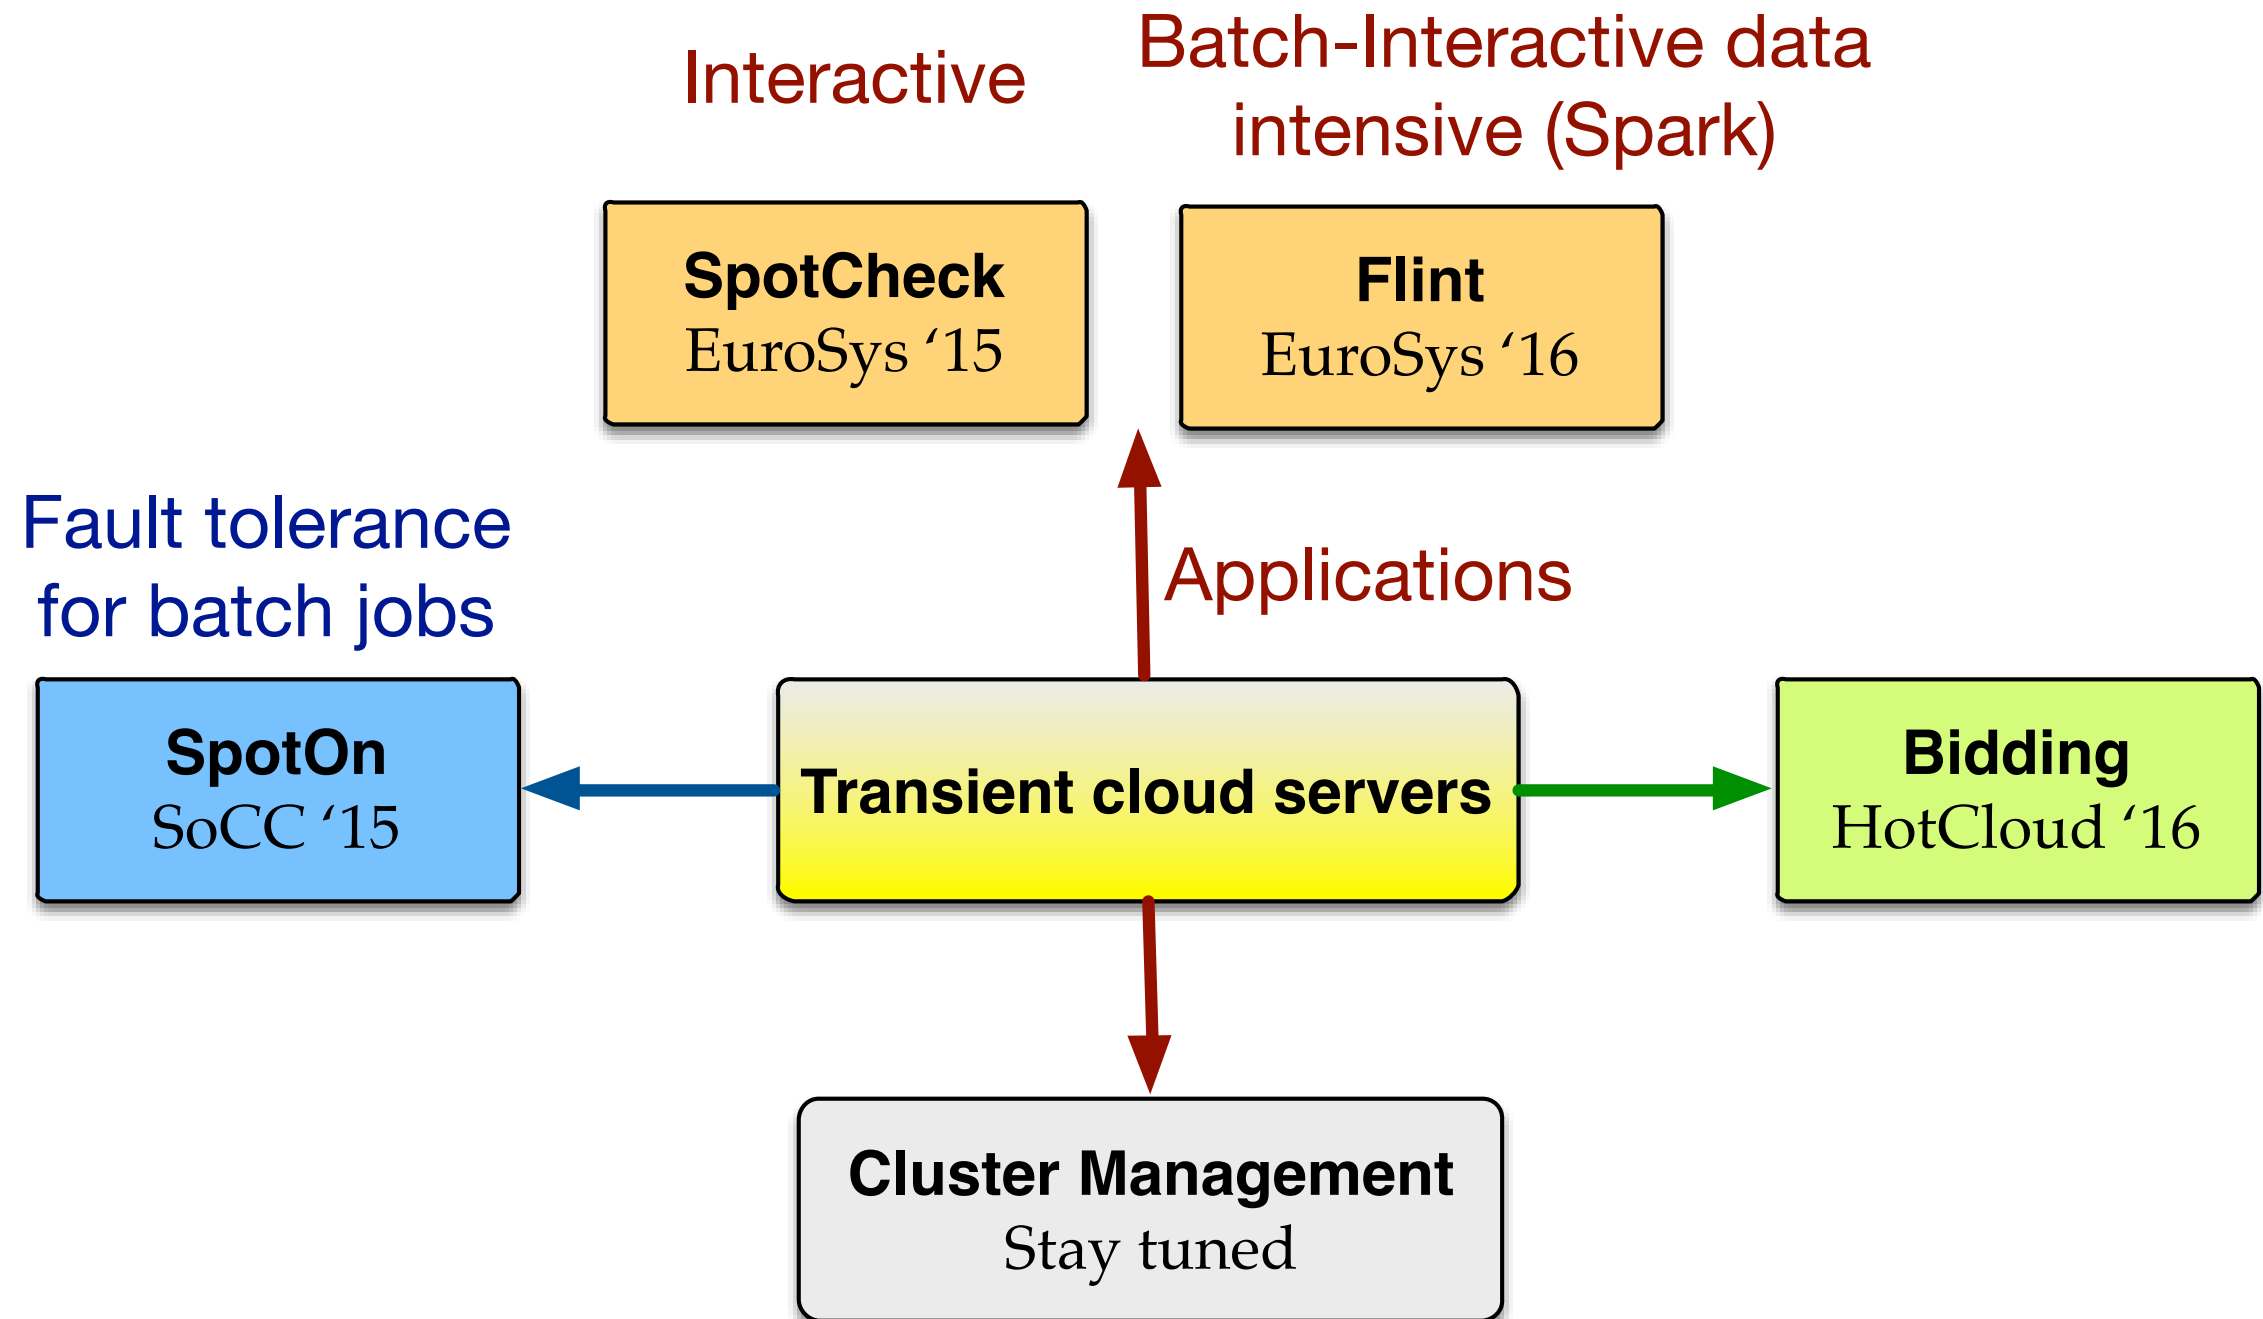 Interactive
Batch-Interactive data
intensive (Spark)
SpotCheck
EuroSys ‘15
Flint
EuroSys ‘16
Applications
Fault tolerance
for batch jobs
SpotOn
SoCC ‘15
Transient cloud servers
Bidding
HotCloud ‘16
Cluster Management
Stay tuned